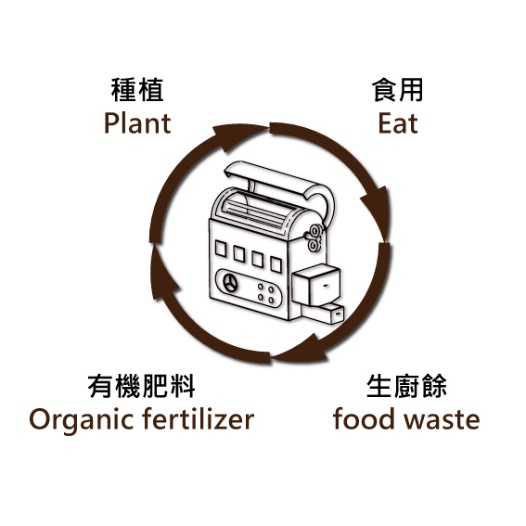 種植
Plant
食用
Eat
有機肥料
Organic fertilizer
生廚餘
food waste